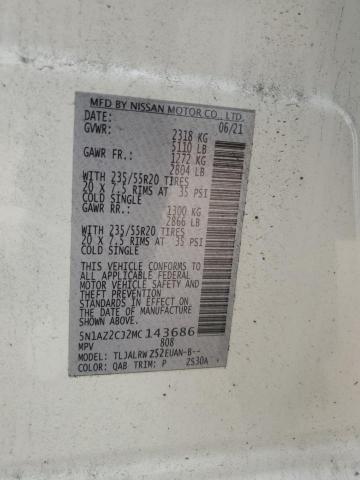 MFD BY NISSAN MOTOR CO., LTD.
DATE: 06/21
GVWR: 2318 KG
5110 LB
GAWR FR.: 1272 KG
2804 LB
WITH 235/55R20 TIRES
20 X 7.5 RIMS AT 35 PSI
COLD SINGLE
GAWR RR.: 1300 KG
2866 LB
WITH 235/55R20 TIRES
20 X 7.5 RIMS AT 35 PSI
COLD SINGLE
THIS VEHICLE CONFORMS TO
ALL APPLICABLE FEDERAL
MOTOR VEHICLE SAFETY AND
THEFT PREVENTION
STANDARDS IN EFFECT ON
THE DATE OF MANUFACTURE
SHOWN ABOVE.
5N1AZ2CJ2MC143686
MPV 808
MODEL: TLJALRWZ52EUAN-B--
COLOR: QAB TRIM: P Z530A